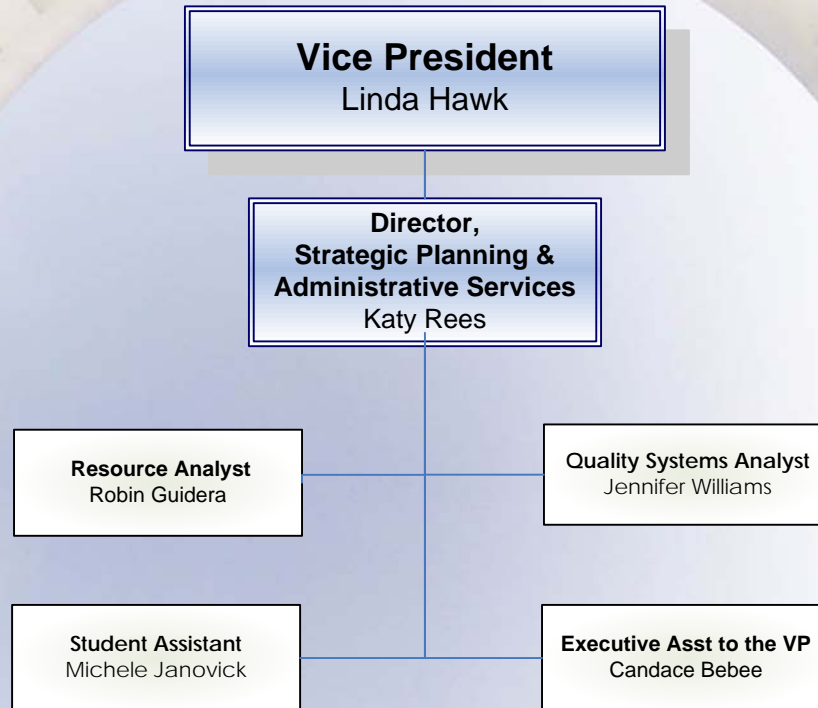 Vice President
Linda Hawk
Director,
Strategic Planning &
Administrative Services
Katy Rees
Resource Analyst
Robin Guidera
Quality Systems Analyst
Jennifer Williams
Student Assistant
Michele Janovick
Executive Asst to the VP
Candace Bebee